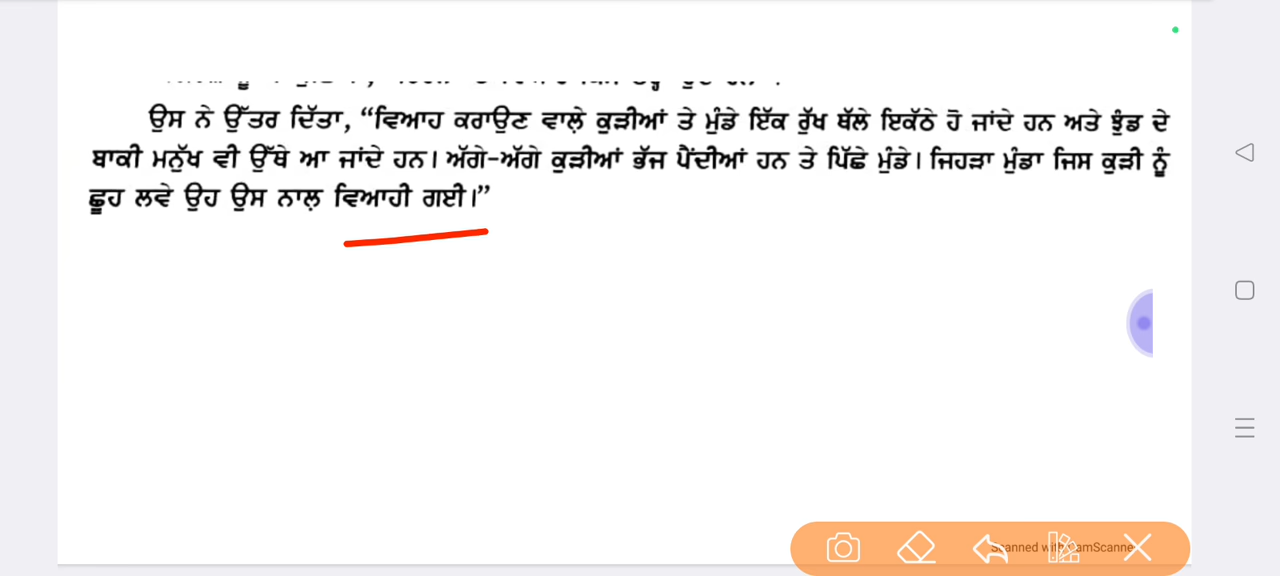 ਉਸ ਨੇ ਉੱਤਰ ਦਿੱਤਾ, “ਵਿਆਹ ਕਰਾਉਣ ਵਾਲ਼ੇ ਕੁੜੀਆਂ ਤੇ ਮੁੰਡੇ ਇੱਕ ਰੁੱਖ ਥੱਲੇ ਇਕੱਠੇ ਹੋ ਜਾਂਦੇ ਹਨ ਅਤੇ ਝੁੰਡ ਦੇ
ਬਾਕੀ ਮਨੁੱਖ ਵੀ ਉੱਥੇ ਆ ਜਾਂਦੇ ਹਨ। ਅੱਗੇ-ਅੱਗੇ ਕੁੜੀਆਂ ਭੱਜ ਪੈਂਦੀਆਂ ਹਨ ਤੇ ਪਿੱਛੇ ਮੁੰਡੇ। ਜਿਹੜਾ ਮੁੰਡਾ ਜਿਸ ਕੁੜੀ ਨੂੰ
ਛੂਹ ਲਵੇ ਉਹ ਉਸ ਨਾਲ਼ ਵਿਆਹੀ ਗਈ।”
Scanned with CamScanne